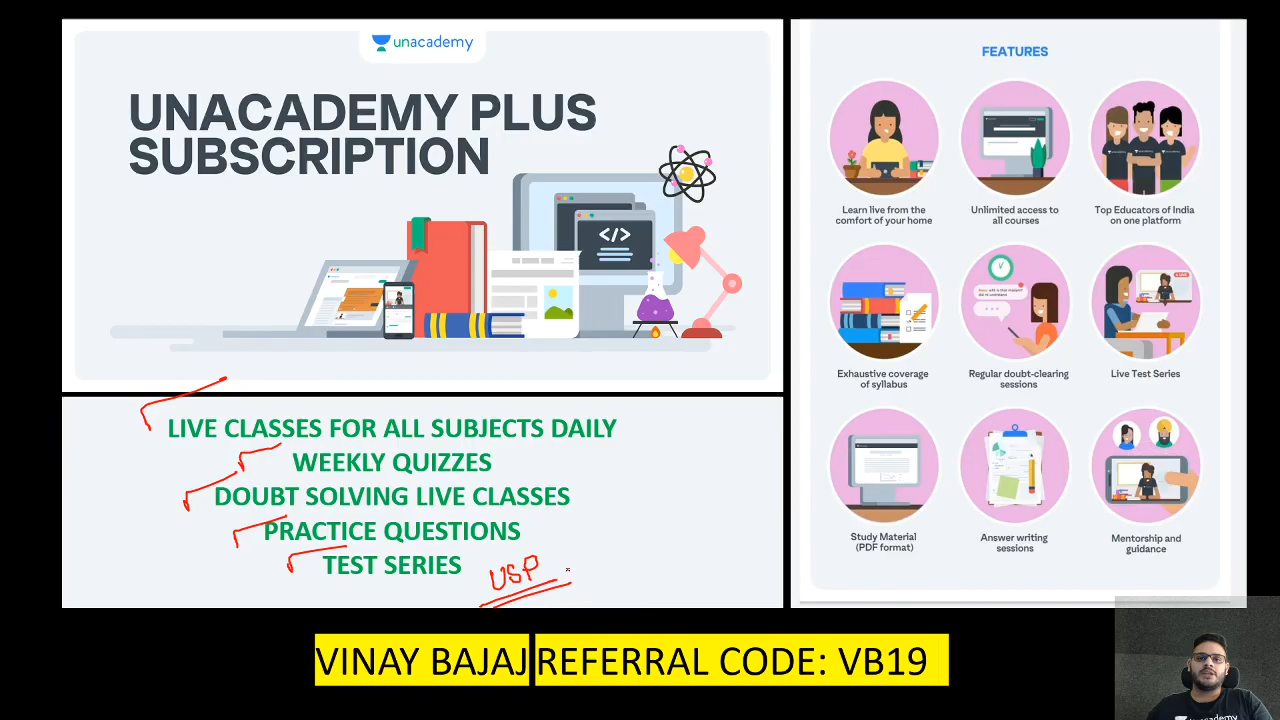 unacademy
UNACADEMY PLUS
SUBSCRIPTION
</>
LIVE CLASSES FOR ALL SUBJECTS DAILY
WEEKLY QUIZZES
DOUBT SOLVING LIVE CLASSES
PRACTICE QUESTIONS
TEST SERIES
USP
FEATURES
Learn live from the
comfort of your home
Unlimited access to
all courses
Top Educators of India
on one platform
Exhaustive coverage
of syllabus
Regular doubt-clearing
sessions
Live Test Series
Study Material
(PDF format)
Answer writing
sessions
Mentorship and
guidance
VINAY BAJAJ REFERRAL CODE: VB19
unacademy